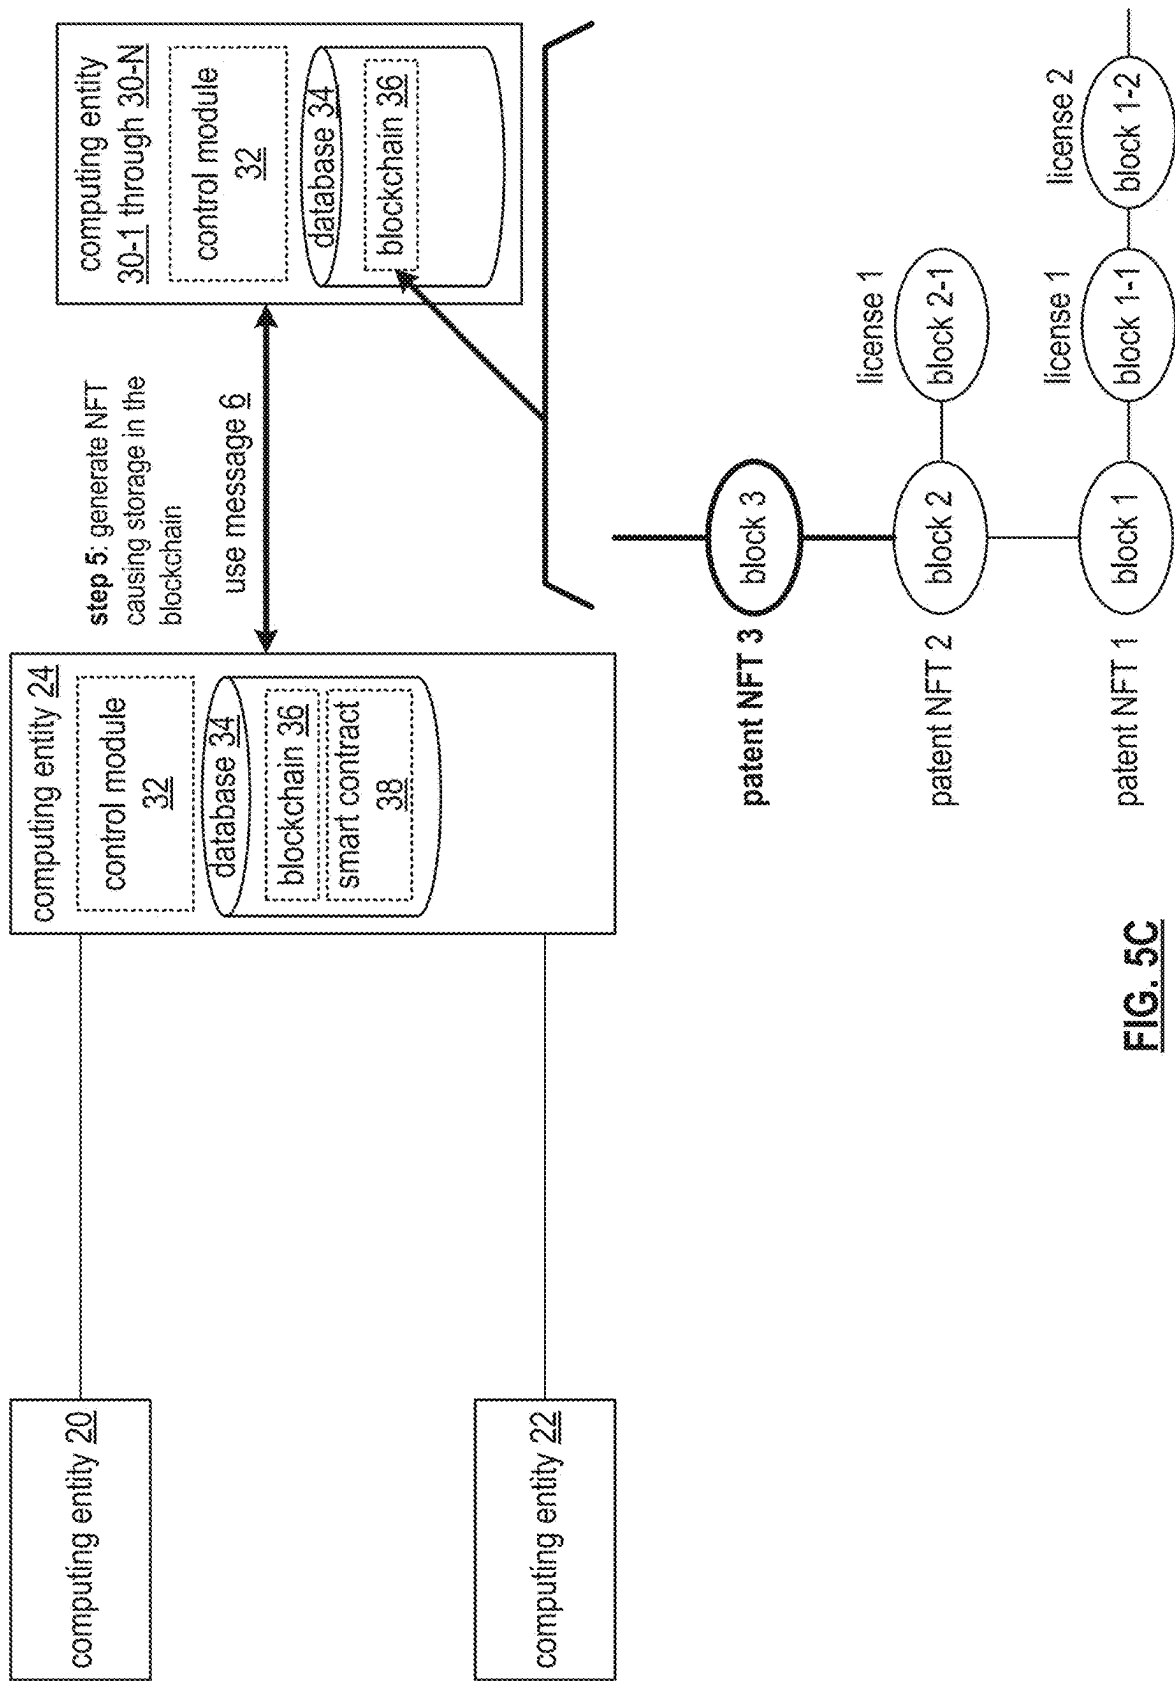 computing entity 20
computing entity 22
computing entity 24
control module
32
database 34
blockchain 36
smart contract
38
step 5: generate NFT
causing storage in the
blockchain
use message 6
computing entity
30-1 through 30-N
control module
32
database 34
blockchain 36
patent NFT 3
block 3
patent NFT 2
block 2
license 1
block 2-1
patent NFT 1
block 1
license 1
block 1-1
license 2
block 1-2
FIG. 5C